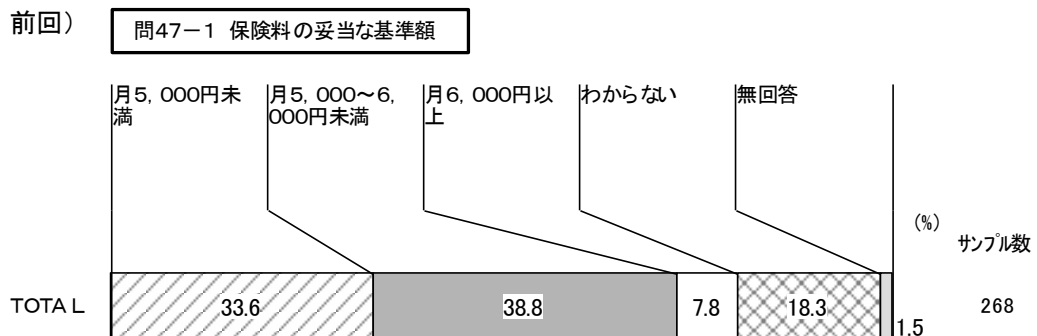 前回)
問47－1 保険料の妥当な基準額
月5,000円未
満
月5,000～6,
000円未満
月6,000円以
上
わからない
無回答
(%)
サンプル数
TOTAL
33.6
38.8
7.8
18.3
1.5
268